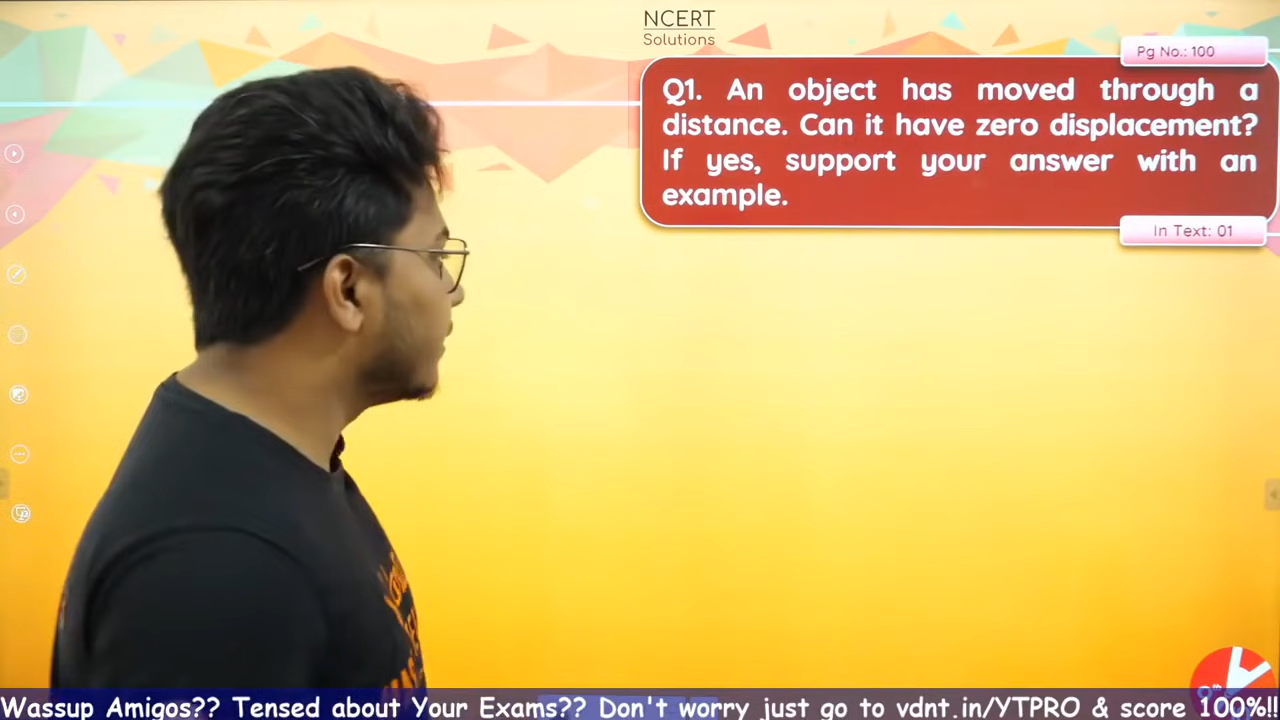 NCERT
Solutions
Pg No.: 100
Q1. An object has moved through a
distance. Can it have zero displacement?
If yes, support your answer with an
example.
In Text: 01
Wassup Amigos?? Tensed about Your Exams?? Don't worry just go to vdnt.in/YTPRO & score 100%!!